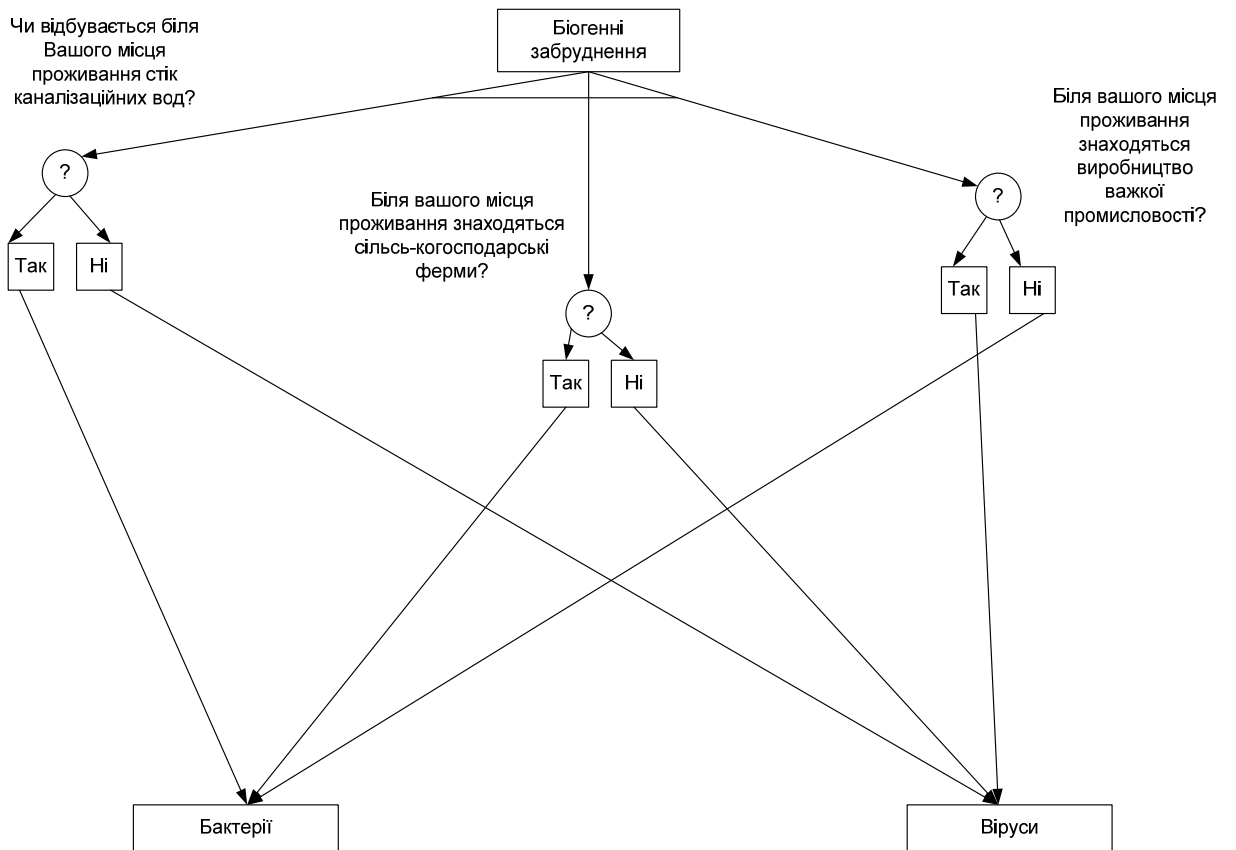 Чи відбувається біля
Вашого місця
проживання стік
каналізаційних вод?
Біогенні
забруднення
Біля вашого місця
проживання
знаходяться
виробництво
важкої
промисловості?
?
?
Біля вашого місця
проживання знаходяться
сільсь-когосподарські
ферми?
Так
Ні
Так
Ні
?
Так
Ні
Бактерії
Віруси